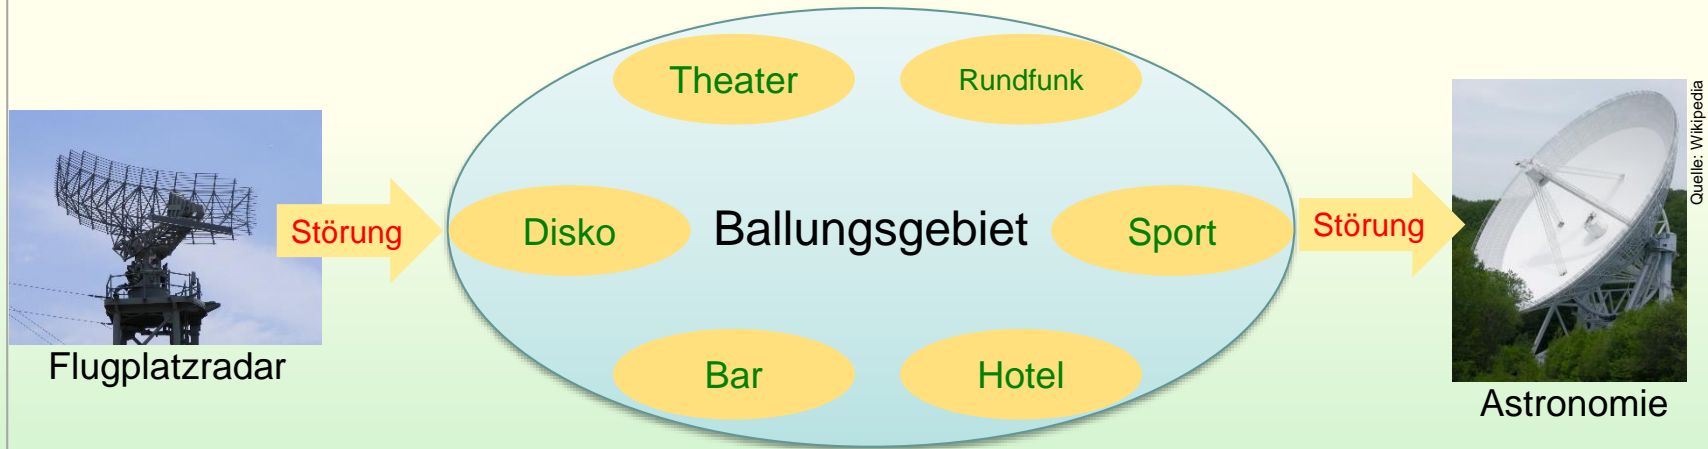 Theater
Rundfunk
Störung
Disko
Ballungsgebiet
Sport
Störung
Bar
Hotel
Flugplatzradar
Astronomie
Quelle: Wikipedia